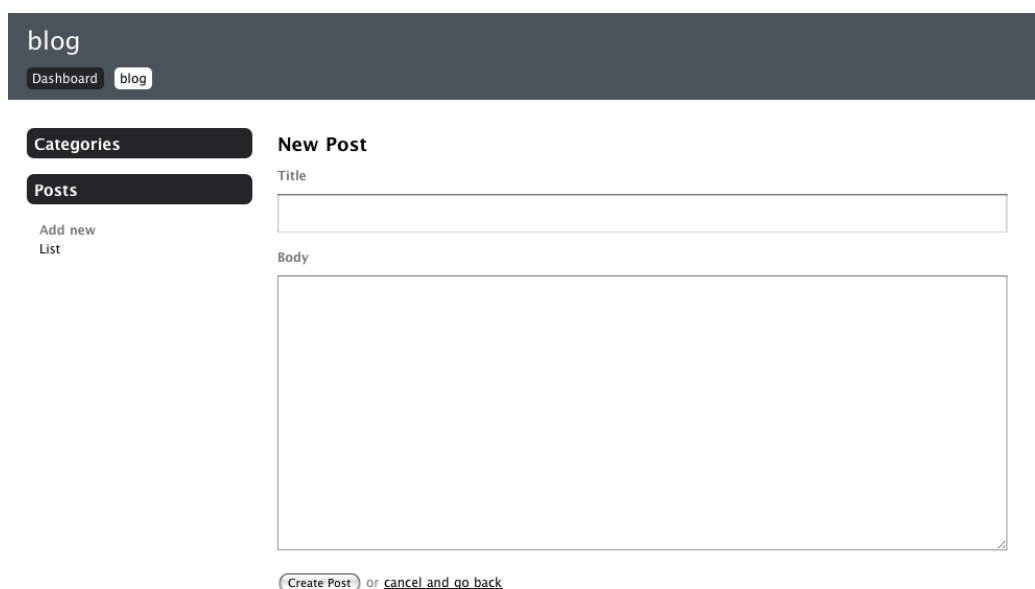 blog
Dashboard blog
Categories
Posts
Add new
List
New Post
Title
Body
Create Post or cancel and go back